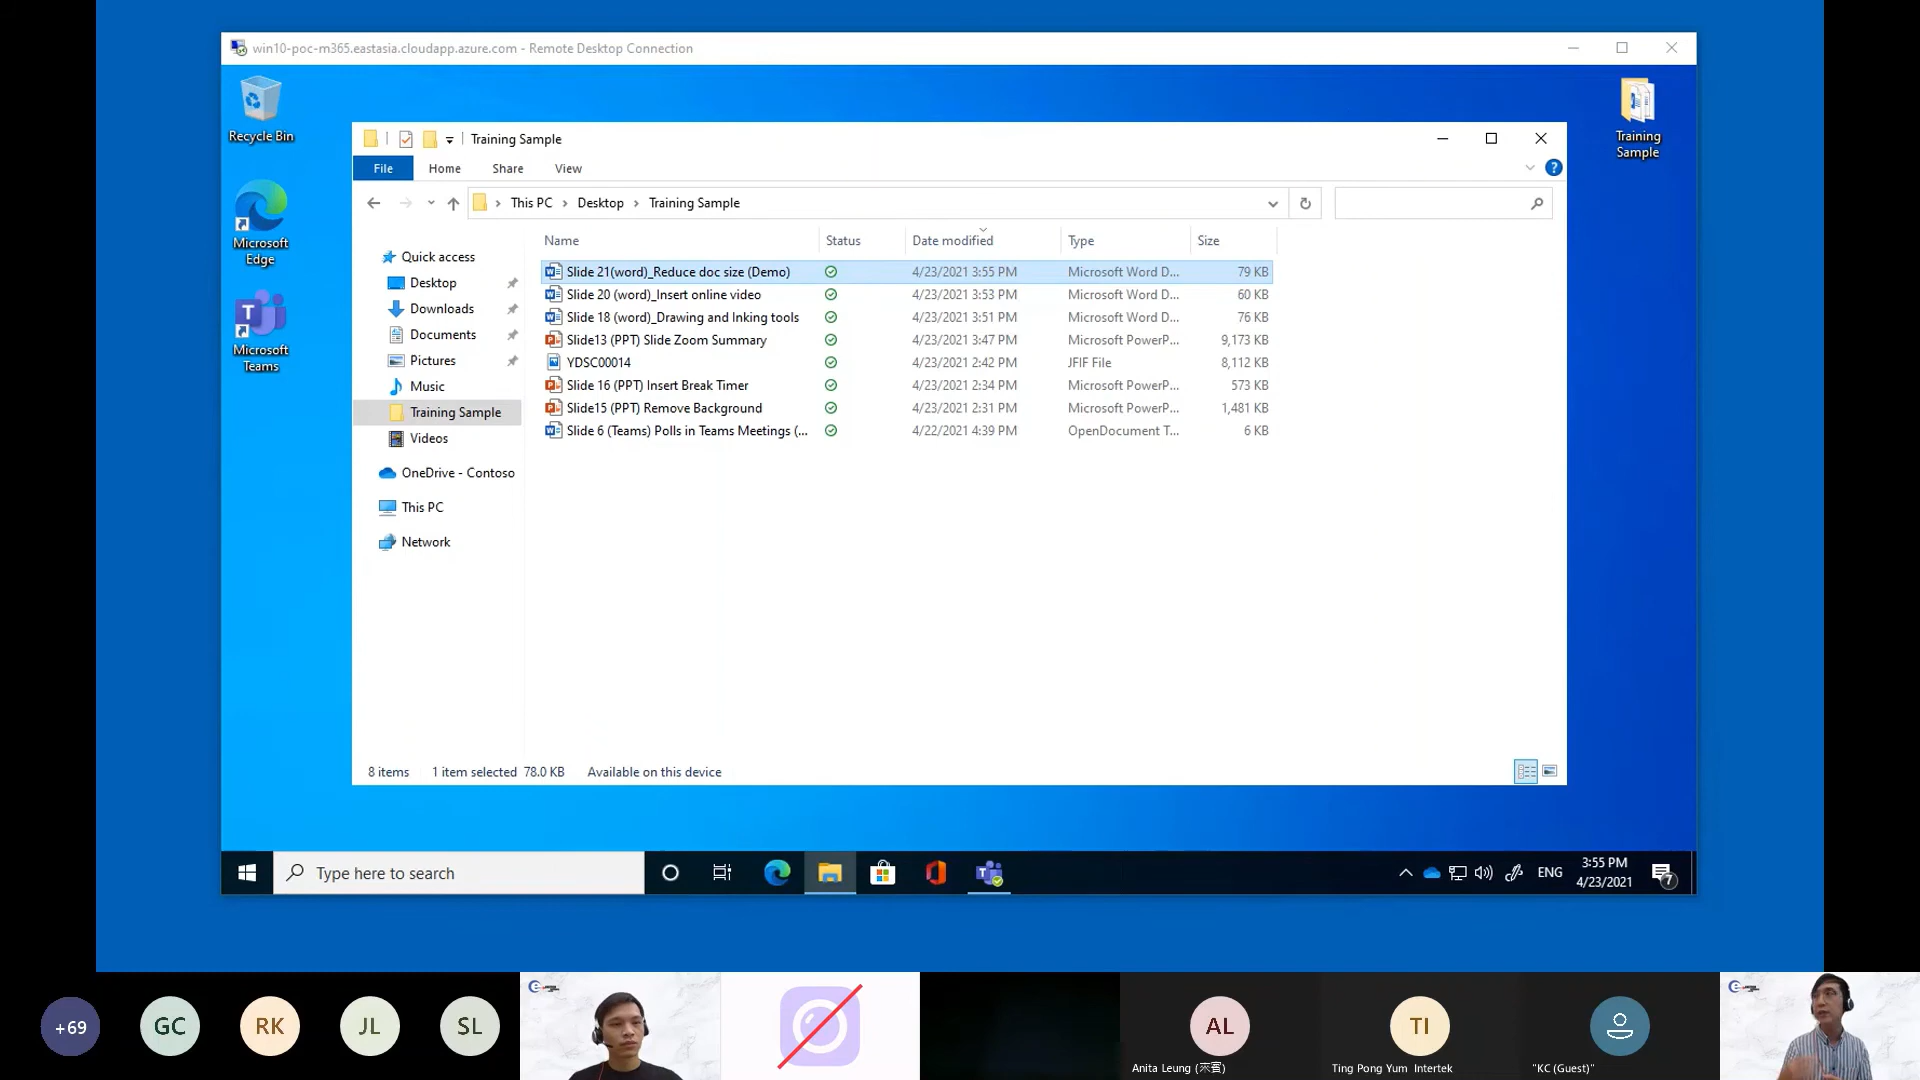 win10-poc-m365.eastasia.cloudapp.azure.com - Remote Desktop Connection
Recycle Bin
Microsoft
Edge
Microsoft
Teams
Training
Sample
Training Sample
File Home Share View
This PC > Desktop > Training Sample
Name Status Date modified Type Size
Quick access
Desktop
Downloads
Documents
Pictures
Music
Training Sample
Videos
OneDrive - Contoso
This PC
Network
Slide 21(word)_Reduce doc size (Demo) 4/23/2021 3:55 PM Microsoft Word D... 79 KB
Slide 20 (word)_Insert online video 4/23/2021 3:53 PM Microsoft Word D... 60 KB
Slide 18 (word)_Drawing and Inking tools 4/23/2021 3:51 PM Microsoft Word D... 76 KB
Slide13 (PPT) Slide Zoom Summary 4/23/2021 3:47 PM Microsoft PowerP... 9,173 KB
YDSC00014 4/23/2021 2:42 PM JFIF File 8,112 KB
Slide 16 (PPT) Insert Break Timer 4/23/2021 2:34 PM Microsoft PowerP... 573 KB
Slide15 (PPT) Remove Background 4/23/2021 2:31 PM Microsoft PowerP... 1,481 KB
Slide 6 (Teams) Polls in Teams Meetings (... 4/22/2021 4:39 PM OpenDocument T... 6 KB
8 items 1 item selected 78.0 KB Available on this device
Type here to search
ENG
3:55 PM
4/23/2021
7
+69
GC
RK
JL
SL
AL
TI
Anita Leung
Ting Pong Yum Intertek
"KC (Guest)"